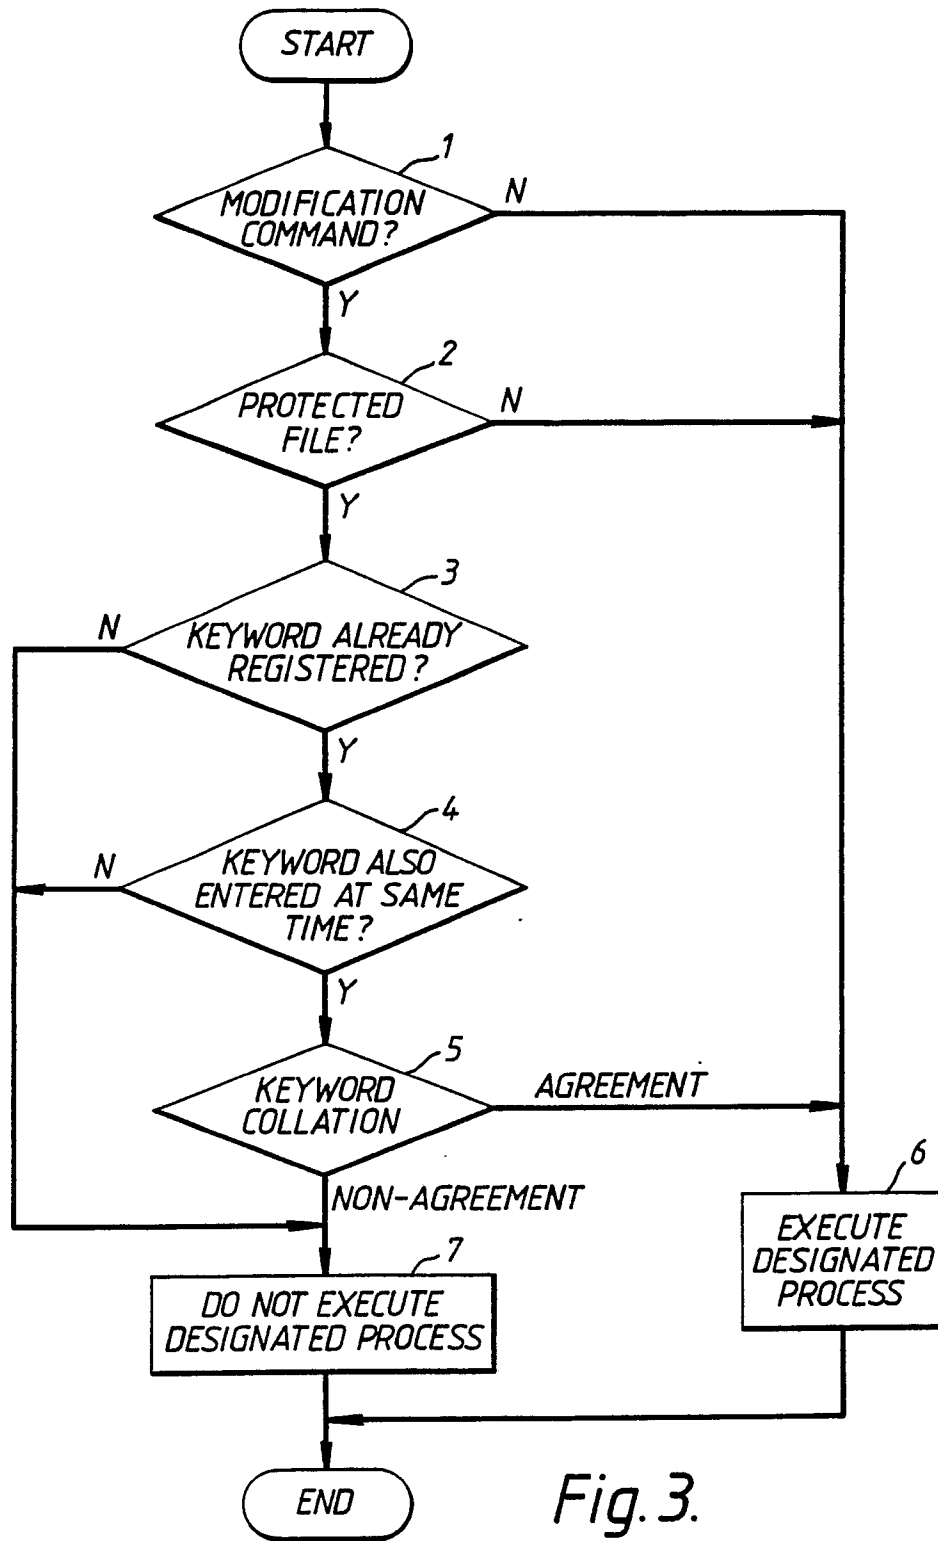 START
1
MODIFICATION
COMMAND?
N
Y
2
PROTECTED
FILE?
N
Y
3
N
KEYWORD ALREADY
REGISTERED?
Y
4
N
KEYWORD ALSO
ENTERED AT SAME
TIME?
Y
5
KEYWORD
COLLATION
AGREEMENT
NON-AGREEMENT
6
EXECUTE
DESIGNATED
PROCESS
7
DO NOT EXECUTE
DESIGNATED PROCESS
END
Fig. 3.